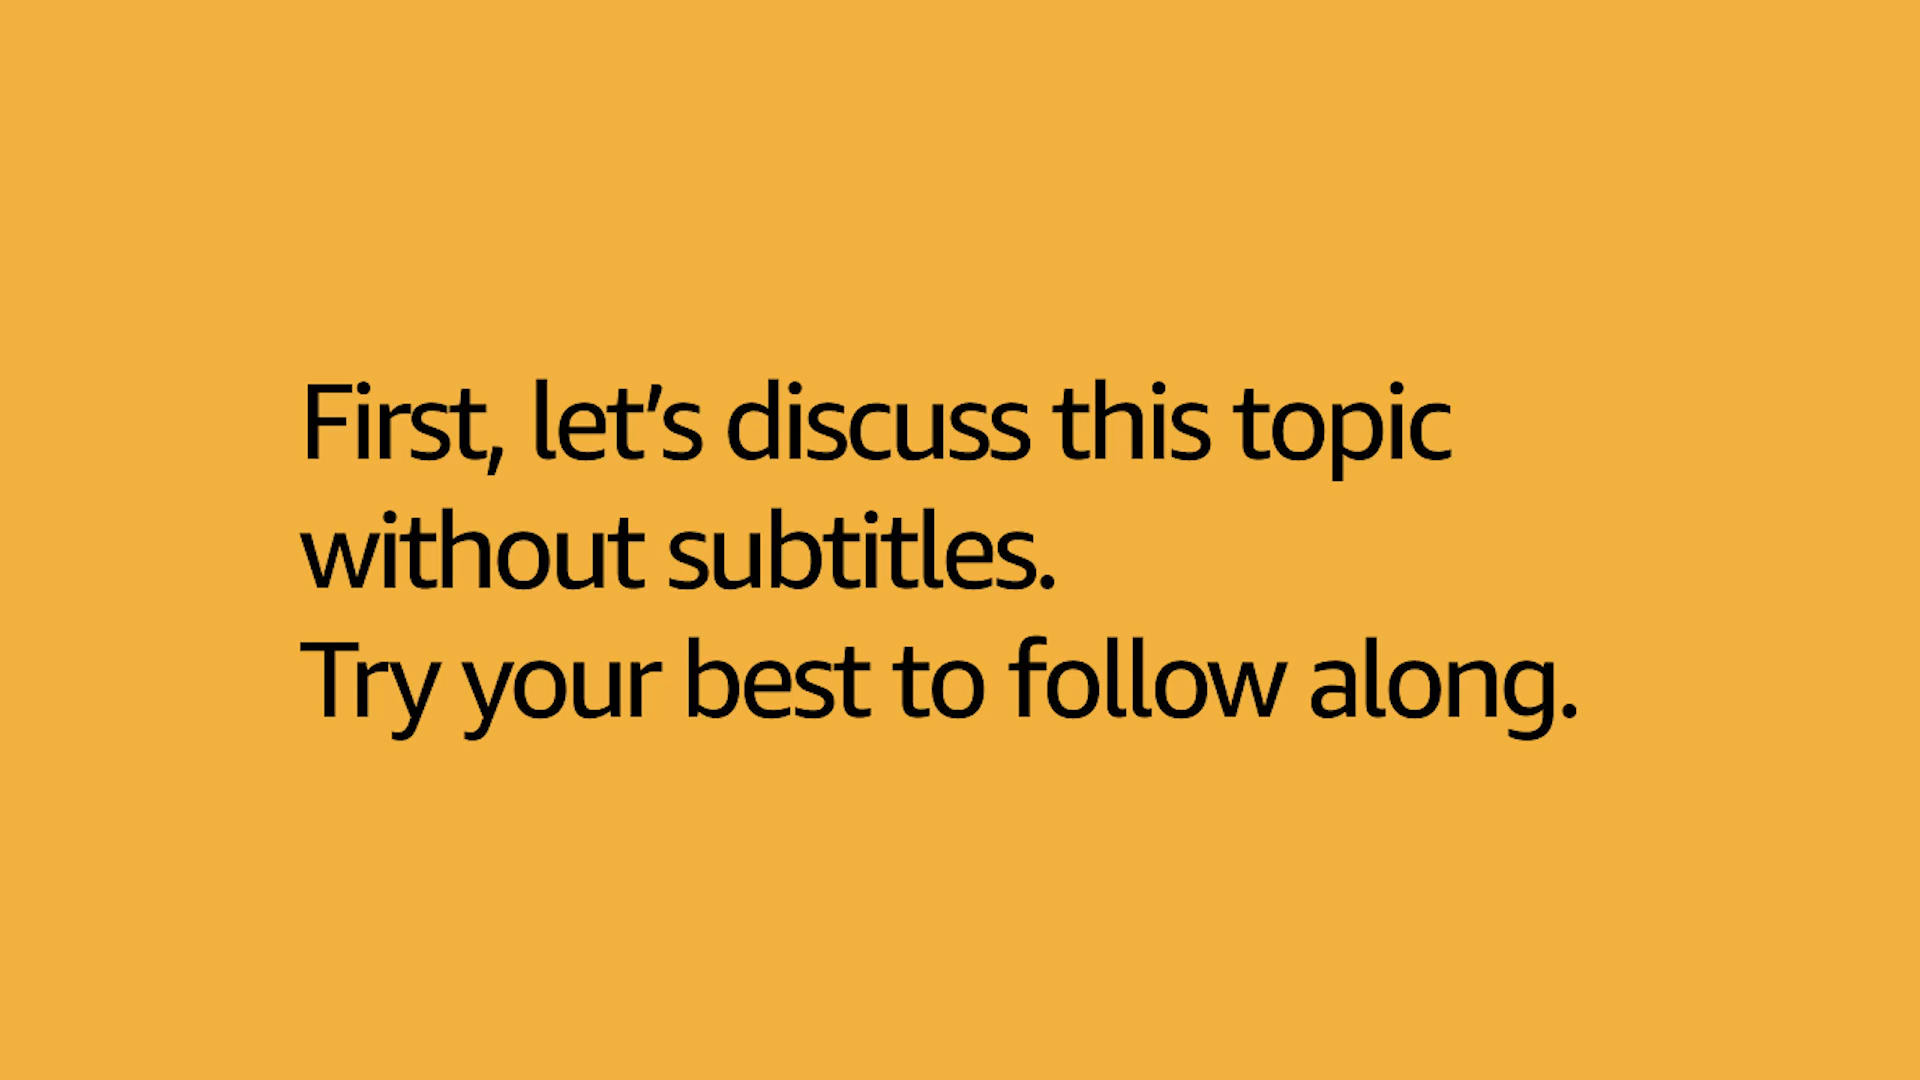 First, let’s discuss this topic
without subtitles.
Try your best to follow along.